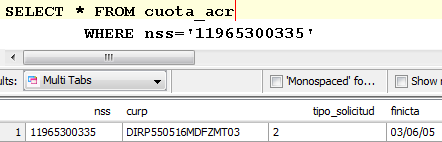 SELECT * FROM cuota_acr
WHERE nss='11965300335'
ults: Multi Tabs 'Monospaced' fo... Show r
nss curp tipo_solicitud finicta
1 11965300335 DIRP550516MDFZMT03 2 03/06/05